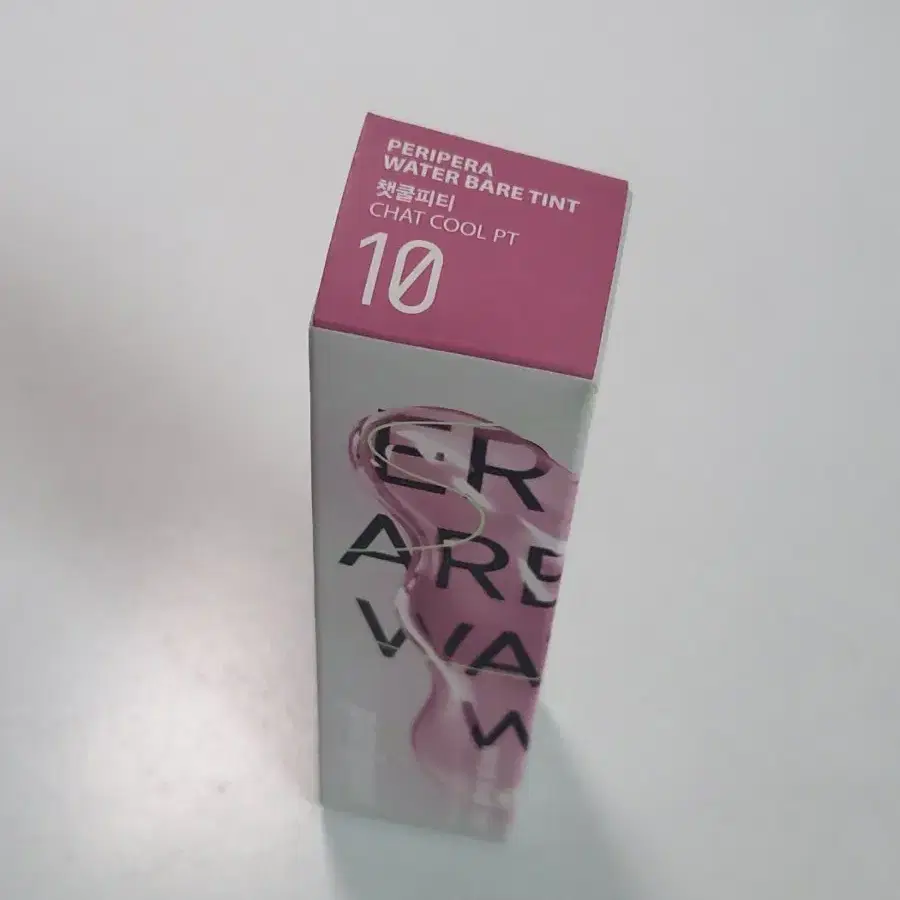 PERIPERA
WATER BARE TINT
챗쿨피티
CHAT COOL PT
10
ER
ARE
WA
W